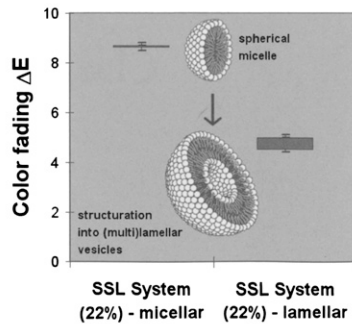 Color fading ΔE
10
8
6
4
2
0
spherical
micelle
structuration
into (multi)lamellar
vesicles
SSL System
(22%) - micellar
SSL System
(22%) - lamellar